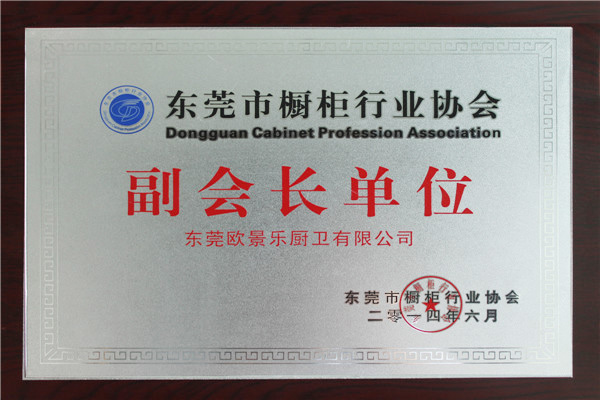 东莞市橱柜行业协会
Dongguan Cabinet Profession Association
副会长单位
东莞欧景乐厨卫有限公司
东莞市橱柜行业协会
二零一四年六月